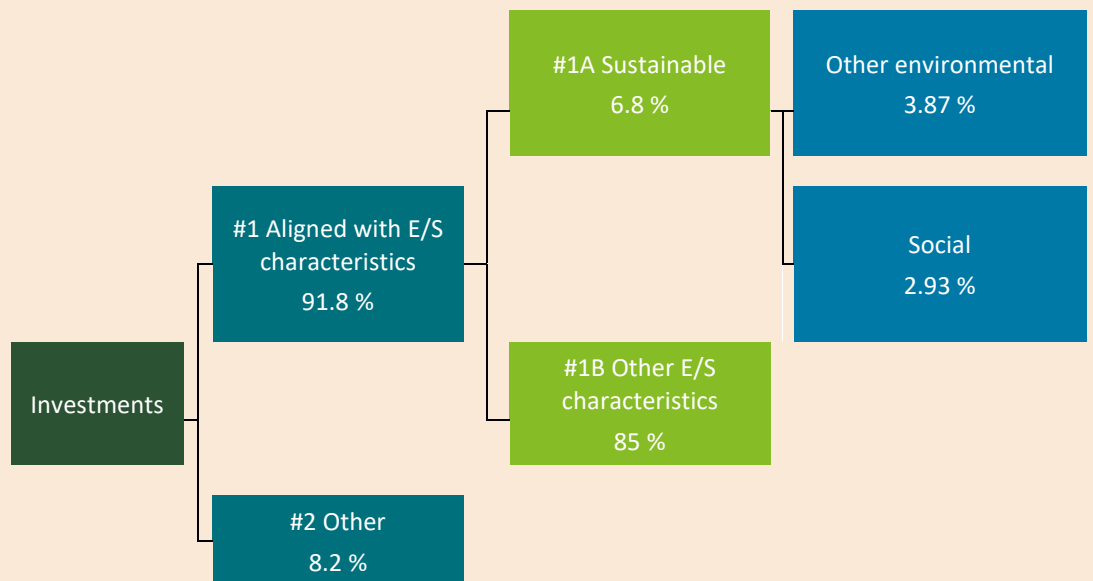 #1A Sustainable
6.8 %
Other environmental
3.87 %
#1 Aligned with E/S
characteristics
91.8 %
Social
2.93 %
Investments
#1B Other E/S
characteristics
85 %
#2 Other
8.2 %